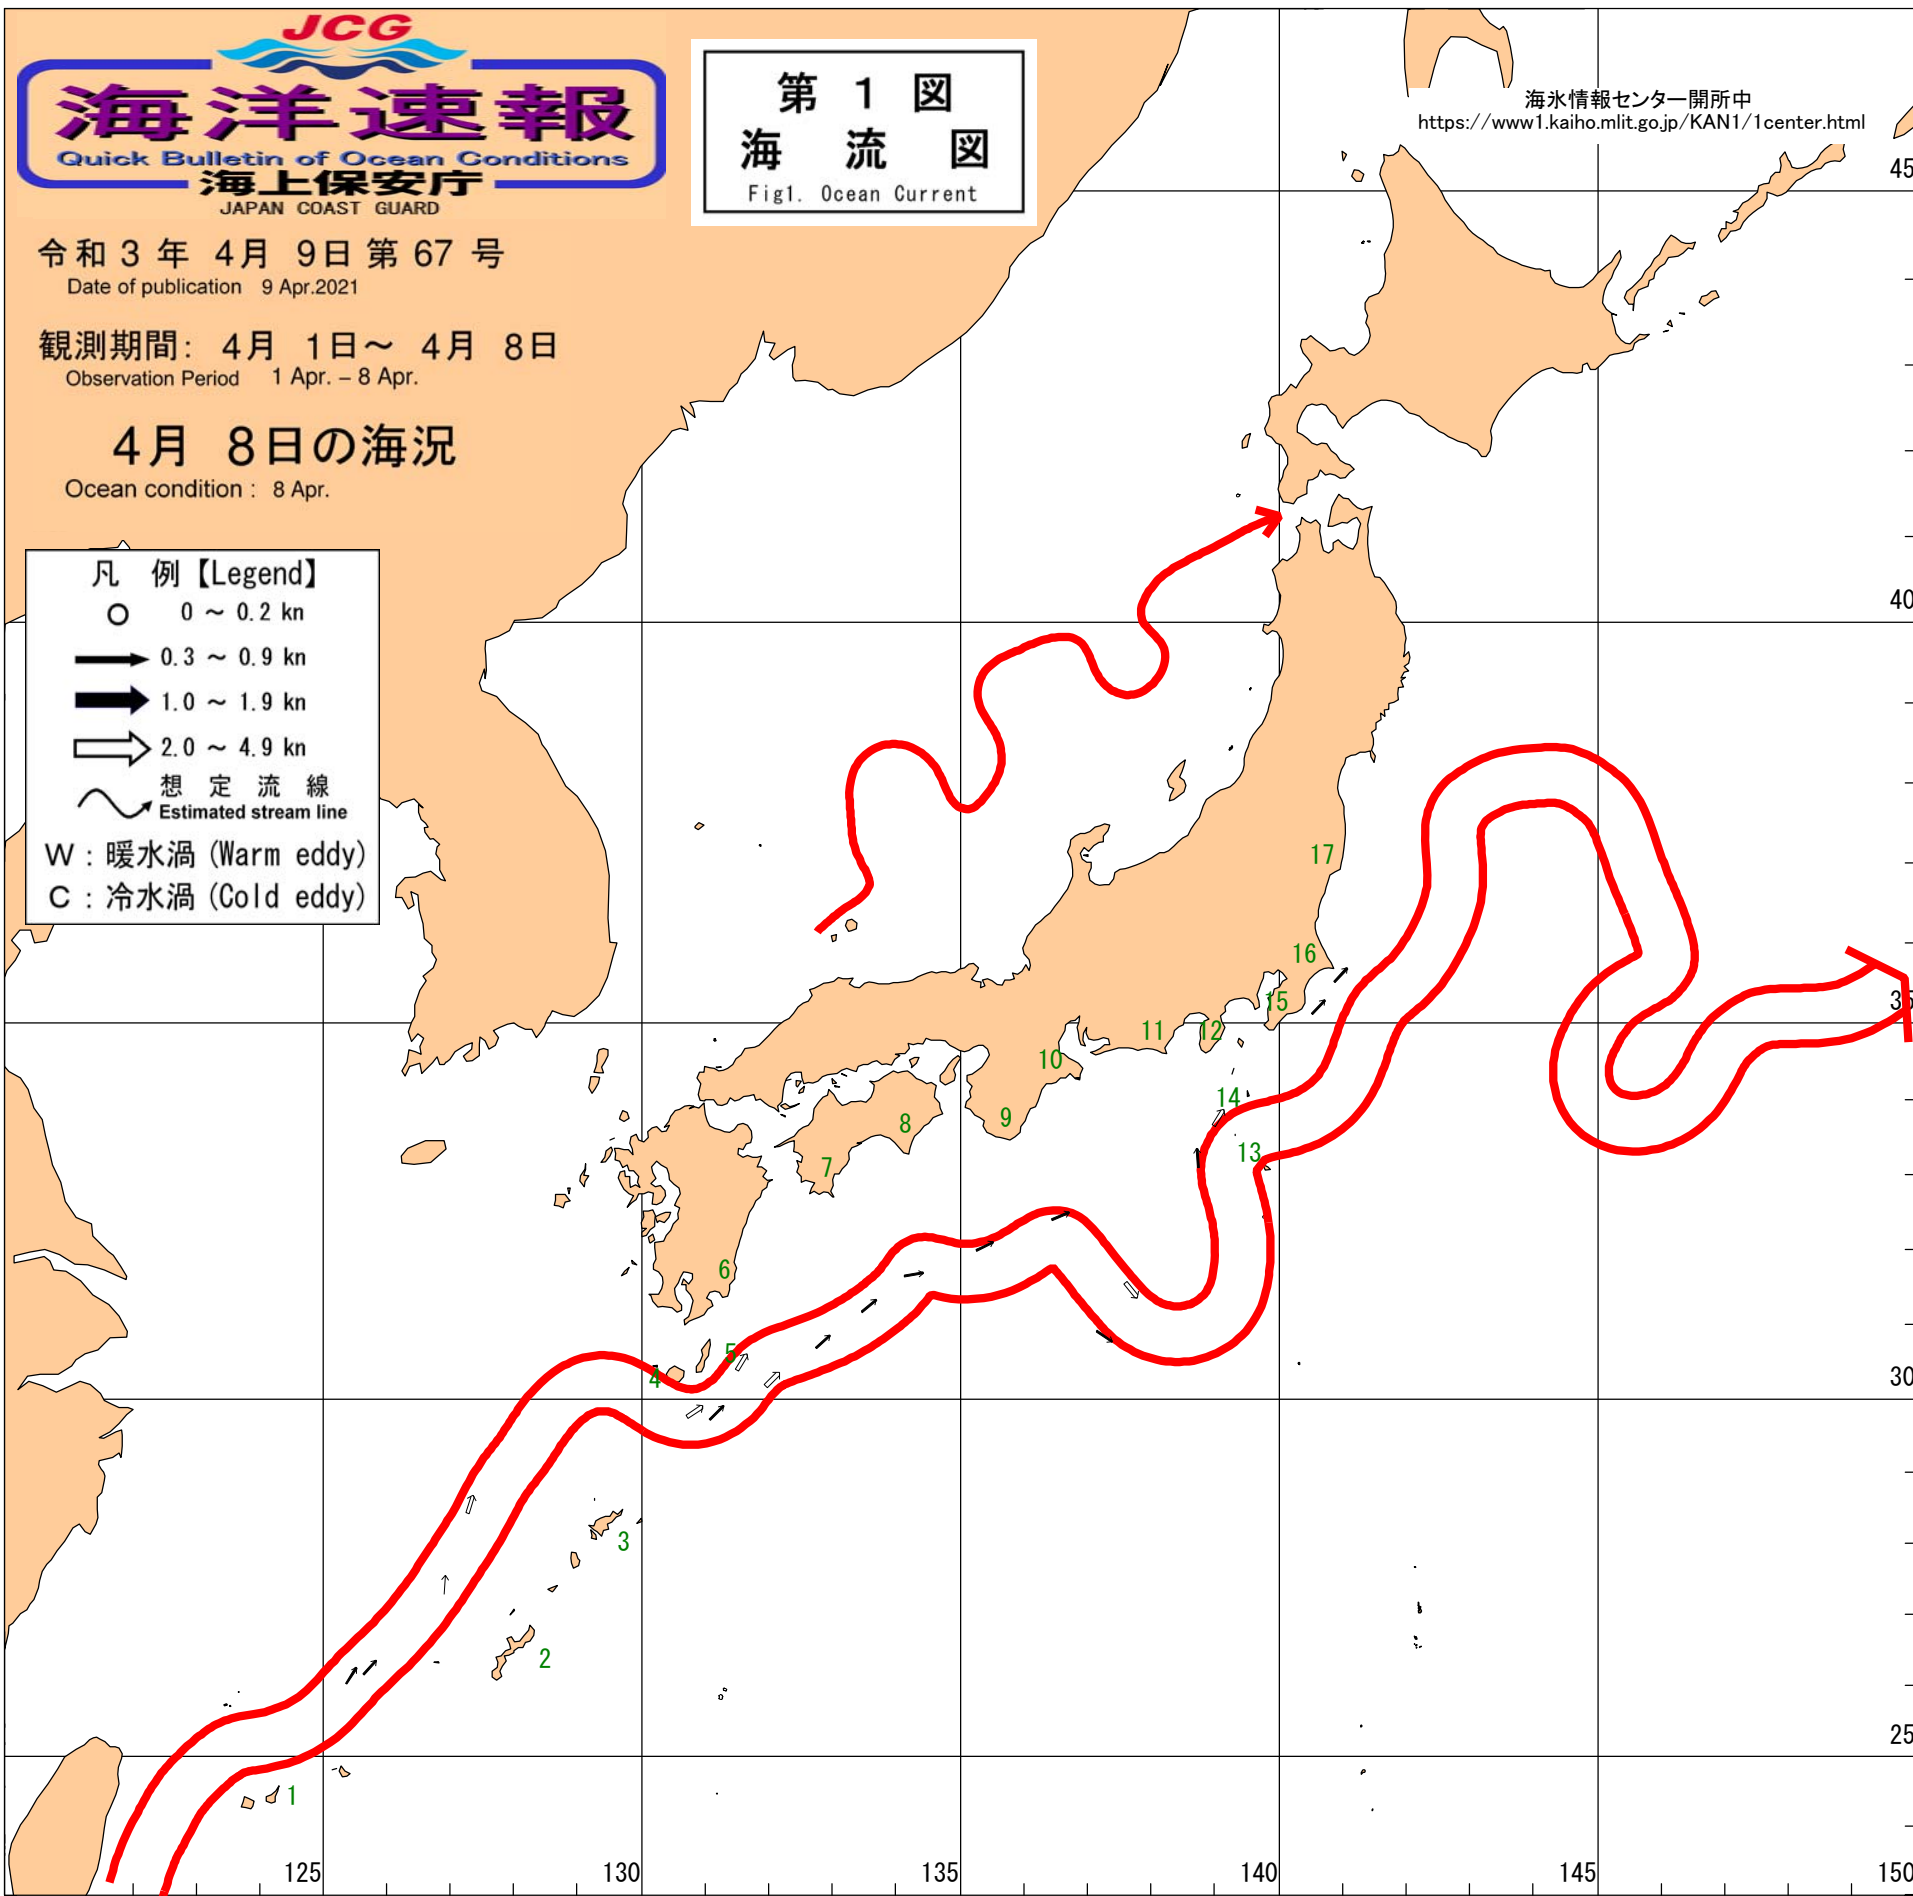 JCG
海洋速報
Quick Bulletin of Ocean Conditions
海上保安庁
JAPAN COAST GUARD
第 1 図
海 流 図
Fig1. Ocean Current
海氷情報センター開所中
https://www1.kaiho.mlit.go.jp/KAN1/1center.html
令和 3 年 4月 9日 第 67 号
Date of publication 9 Apr.2021
観測期間: 4月 1日～ 4月 8日
Observation Period 1 Apr. – 8 Apr.
4月 8日の海況
Ocean condition : 8 Apr.
凡 例【Legend】
0 ～ 0.2 kn
0.3 ～ 0.9 kn
1.0 ～ 1.9 kn
2.0 ～ 4.9 kn
想 定 流 線
Estimated stream line
W : 暖水渦 (Warm eddy)
C : 冷水渦 (Cold eddy)
45
40
35
30
25
17
16
15
11
12
10
14
9
8
13
7
6
5
4
3
2
1
125
130
135
140
145
150